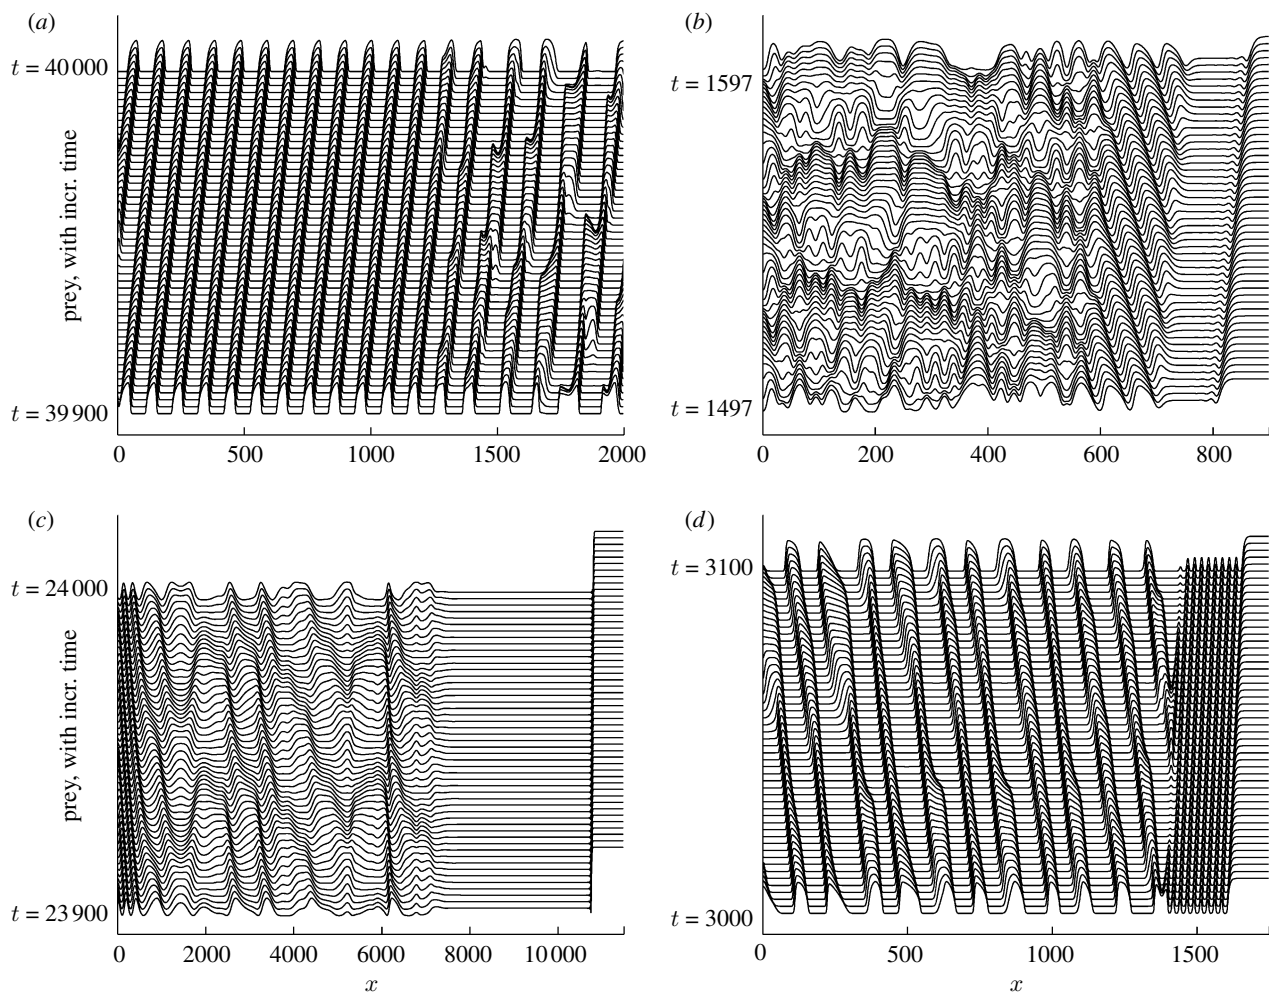 (a)
t = 40 000
prey, with incr. time
t = 39 900
0 500 1000 1500 2000
(b)
t = 1597
t = 1497
0 200 400 600 800
(c)
t = 24 000
prey, with incr. time
t = 23 900
0 2000 4000 6000 8000 10 000
x
(d)
t = 3100
t = 3000
0 500 1000 1500
x